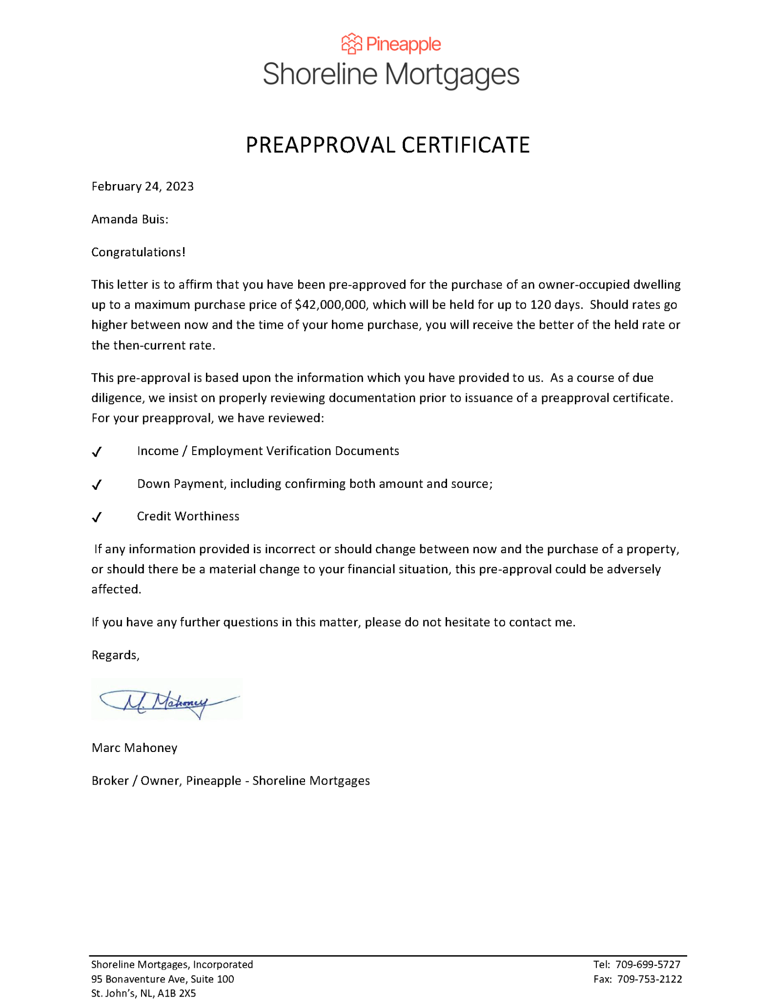 Pineapple
Shoreline Mortgages
PREAPPROVAL CERTIFICATE
February 24, 2023
Amanda Buis:
Congratulations!
This letter is to affirm that you have been pre-approved for the purchase of an owner-occupied dwelling
up to a maximum purchase price of $42,000,000, which will be held for up to 120 days.  Should rates go
higher between now and the time of your home purchase, you will receive the better of the held rate or
the then-current rate.
This pre-approval is based upon the information which you have provided to us.  As a course of due
diligence, we insist on properly reviewing documentation prior to issuance of a preapproval certificate.
For your preapproval, we have reviewed:
✓ Income / Employment Verification Documents
✓ Down Payment, including confirming both amount and source;
✓ Credit Worthiness
If any information provided is incorrect or should change between now and the purchase of a property,
or should there be a material change to your financial situation, this pre-approval could be adversely
affected.
If you have any further questions in this matter, please do not hesitate to contact me.
Regards,
M. Mahoney
Marc Mahoney
Broker / Owner, Pineapple - Shoreline Mortgages
Shoreline Mortgages, Incorporated Tel:  709-699-5727
95 Bonaventure Ave, Suite 100 Fax:  709-753-2122
St. John’s, NL, A1B 2X5